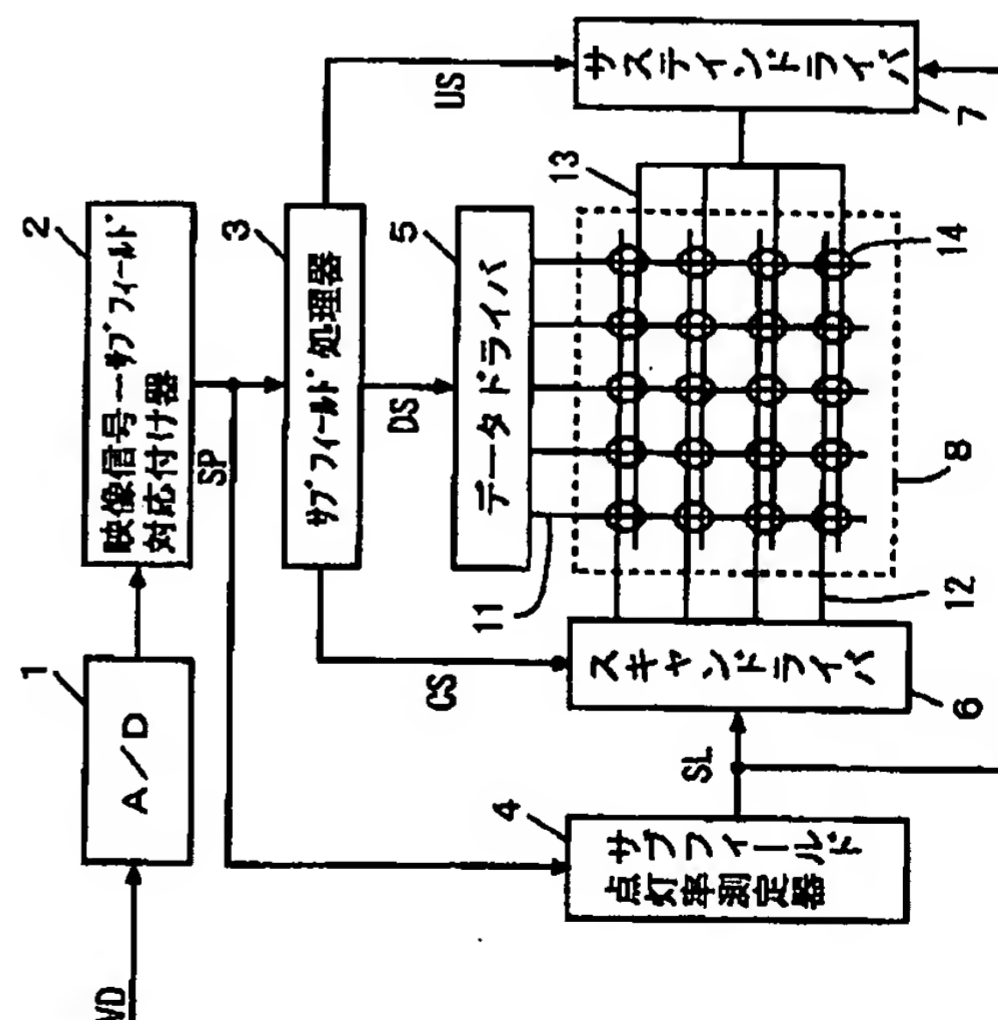 VD
1
A/D
2
映像信号ーサブフィールド
対応付け器
SP
3
サブフィールド処理器
US
DS
CS
4
サブフィールド
点灯率測定器
SL
5
データドライバ
6
スキャンドライバ
7
サスティンドライバ
8
11
12
13
14